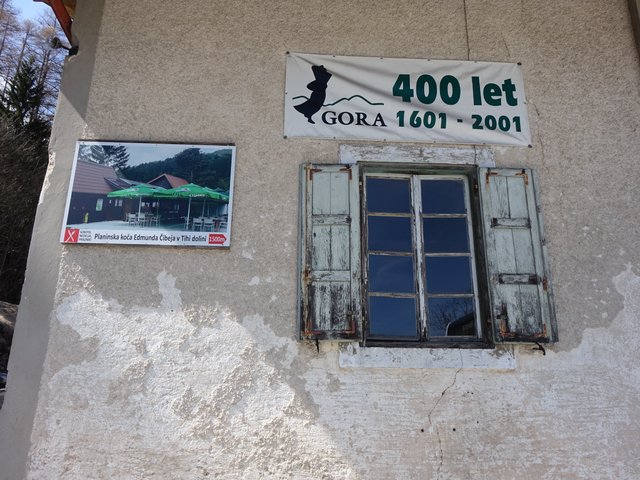 400 let
GORA 1601 - 2001
Planinska koča Edmunda Čibeja v Tihi dolini 1500m